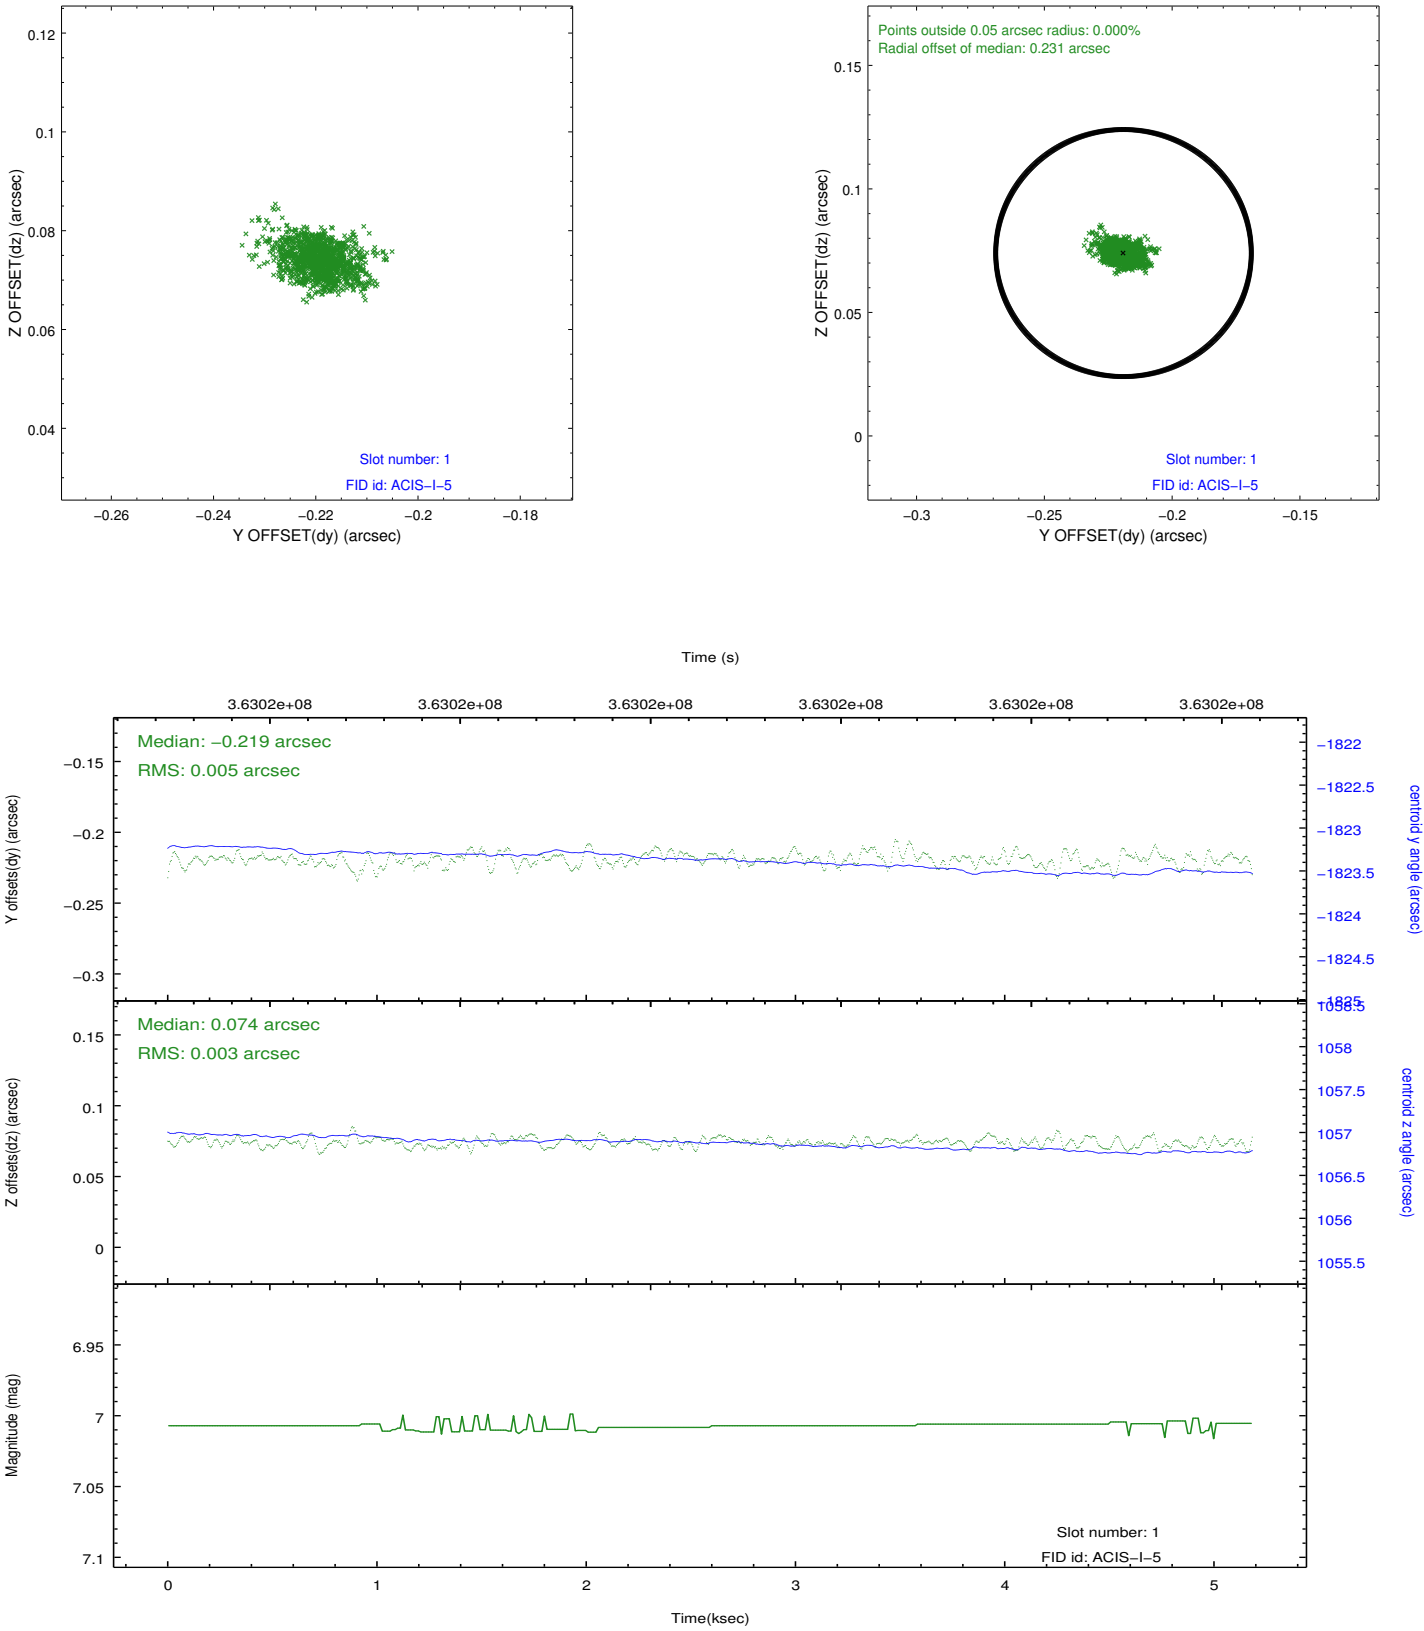 0.12
0.1
0.08
0.06
0.04
Z OFFSET(dz) (arcsec)
Slot number: 1
FID id: ACIS−I−5
−0.26 −0.24 −0.22 −0.2 −0.18
Y OFFSET(dy) (arcsec)
Points outside 0.05 arcsec radius: 0.000%
Radial offset of median: 0.231 arcsec
0.15
0.1
0.05
0
Z OFFSET(dz) (arcsec)
Slot number: 1
FID id: ACIS−I−5
−0.3 −0.25 −0.2 −0.15
Y OFFSET(dy) (arcsec)
Time (s)
3.6302e+08 3.6302e+08 3.6302e+08 3.6302e+08 3.6302e+08 3.6302e+08
Median: −0.219 arcsec
RMS: 0.005 arcsec
−0.15
−0.2
−0.25
−0.3
Y offsets(dy) (arcsec)
−1822
−1822.5
−1823
−1823.5
−1824
−1824.5
−1825
centroid y angle (arcsec)
Median: 0.074 arcsec
RMS: 0.003 arcsec
0.15
0.1
0.05
0
Z offsets(dz) (arcsec)
1058.5
1058
1057.5
1057
1056.5
1056
1055.5
centroid z angle (arcsec)
6.95
7
7.05
7.1
Magnitude (mag)
Slot number: 1
FID id: ACIS−I−5
0 1 2 3 4 5
Time(ksec)